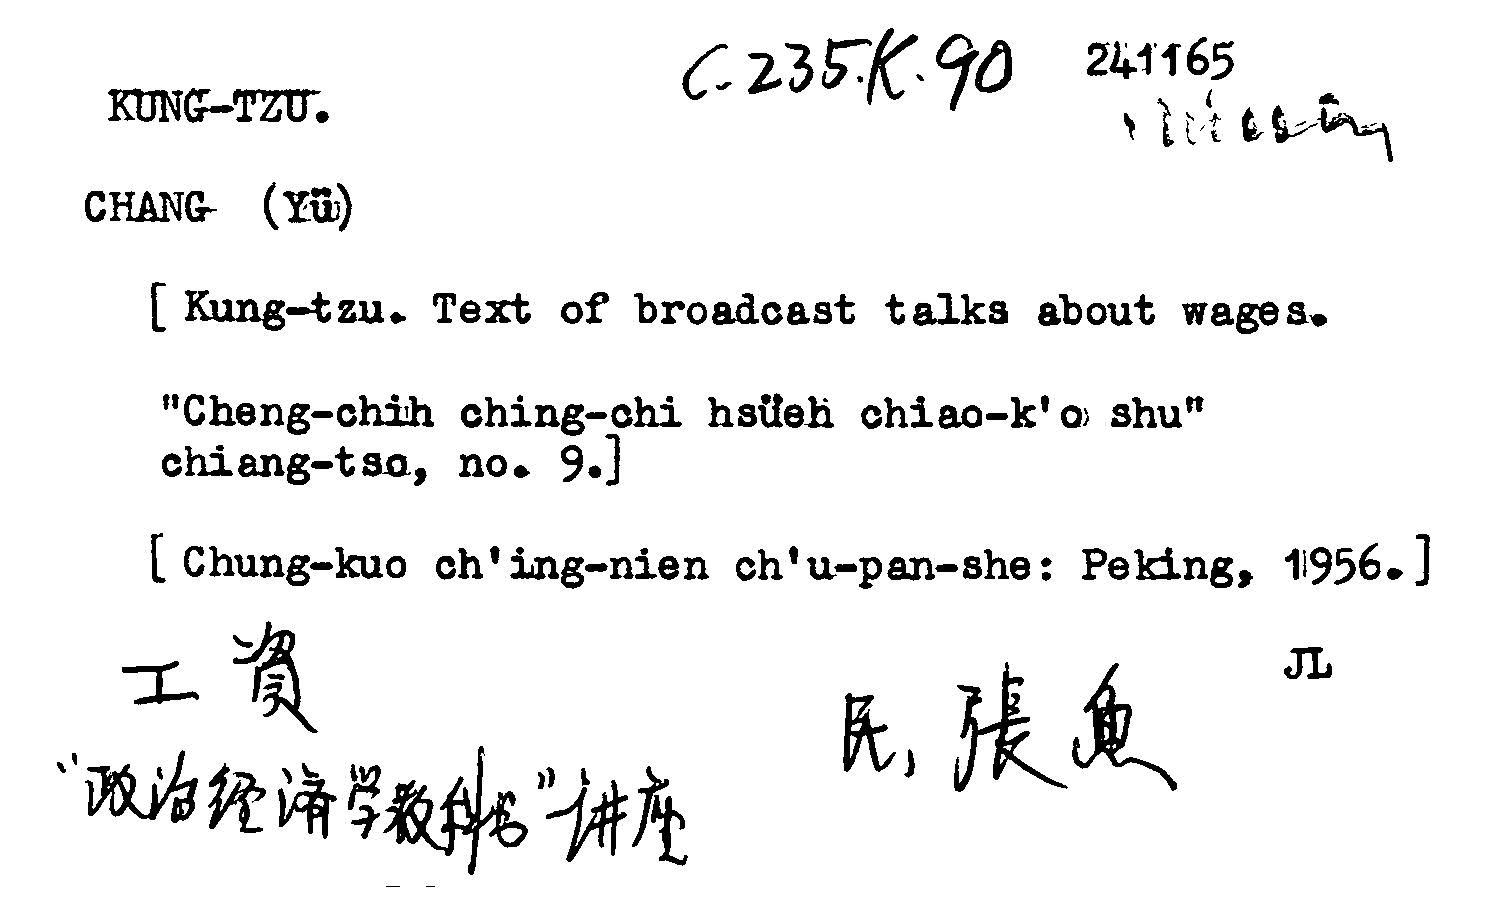 C.235.K.90 241165
KUNG-TZU.
CHANG (Yü)
[ Kung-tzu. Text of broadcast talks about wages.
"Cheng-chih ching-chi hsüeh chiao-k'o shu"
chiang-tso, no. 9.]
[ Chung-kuo ch'ing-nien ch'u-pan-she: Peking, 1956.]
JL
工資
民, 張魚
"政治经済学教科书"讲座